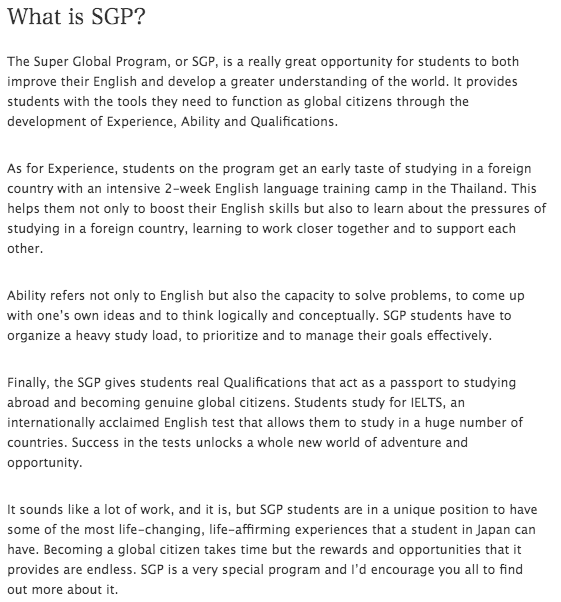 What is SGP?
The Super Global Program, or SGP, is a really great opportunity for students to both
improve their English and develop a greater understanding of the world. It provides
students with the tools they need to function as global citizens through the
development of Experience, Ability and Qualifications.
As for Experience, students on the program get an early taste of studying in a foreign
country with an intensive 2-week English language training camp in the Thailand. This
helps them not only to boost their English skills but also to learn about the pressures of
studying in a foreign country, learning to work closer together and to support each
other.
Ability refers not only to English but also the capacity to solve problems, to come up
with one's own ideas and to think logically and conceptually. SGP students have to
organize a heavy study load, to prioritize and to manage their goals effectively.
Finally, the SGP gives students real Qualifications that act as a passport to studying
abroad and becoming genuine global citizens. Students study for IELTS, an
internationally acclaimed English test that allows them to study in a huge number of
countries. Success in the tests unlocks a whole new world of adventure and
opportunity.
It sounds like a lot of work, and it is, but SGP students are in a unique position to have
some of the most life-changing, life-affirming experiences that a student in Japan can
have. Becoming a global citizen takes time but the rewards and opportunities that it
provides are endless. SGP is a very special program and I'd encourage you all to find
out more about it.